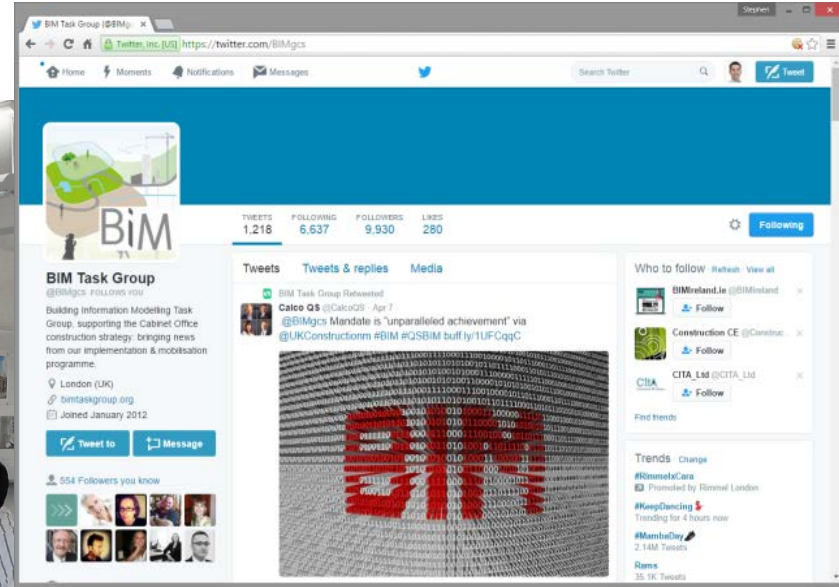 Stephen
BIM Task Group (@BIMgc
Twitter, Inc. [US] https://twitter.com/BIMgcs
Home Moments Notifications Messages Search Twitter Tweet
BiM
TWEETS FOLLOWING FOLLOWERS LIKES
1,218 6,637 9,930 280
Following
BIM Task Group
@BIMgcs FOLLOWS YOU
Building Information Modelling Task
Group, supporting the Cabinet Office
construction strategy: bringing news
from our implementation & mobilisation
programme.
London (UK)
bimtaskgroup.org
Joined January 2012
Tweet to Message
554 Followers you know
Tweets Tweets & replies Media
BIM Task Group Retweeted
Calco QS @CalcoQS · Apr 7
@BIMgcs Mandate is "unparalleled achievement" via
@UKConstructionm #BIM #QSBIM buff.ly/1UFCqqC
BIM
Who to follow · Refresh · View all
BIMIreland.ie @BIMIreland
Follow
Construction CE @Construc...
Follow
CITA
CITA_Ltd @CITA_Ltd
Follow
Find friends
Trends · Change
#RimmelxCara
Promoted by Rimmel London
#KeepDancing
Trending for 4 hours now
#MambaDay
2.14M Tweets
Rams
35.1K Tweets